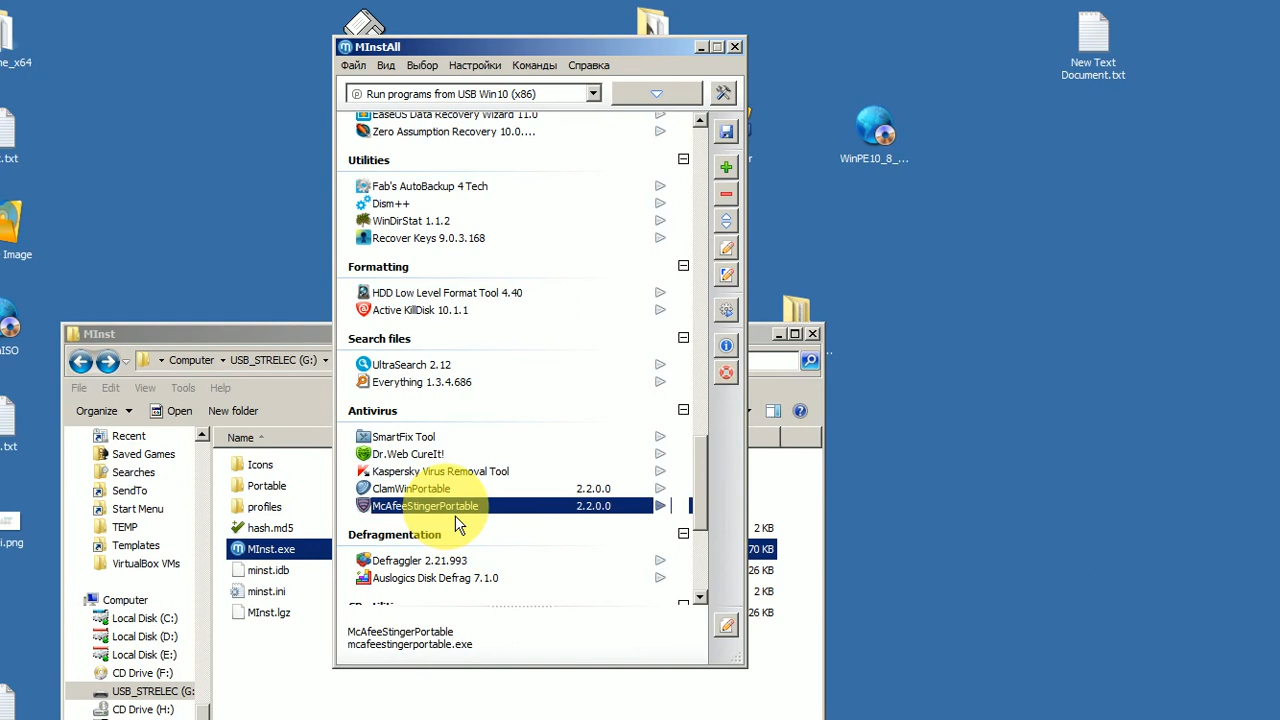 me_x64
New Text
Document.txt
WinPE10_8_...
.txt
Image
ISO
.txt
i.png
MInstAll
Файл Вид Выбор Настройки Команды Справка
Run programs from USB Win10 (x86)
EaseUS Data Recovery Wizard 11.0
Zero Assumption Recovery 10.0....
Utilities
Fab's AutoBackup 4 Tech
Dism++
WinDirStat 1.1.2
Recover Keys 9.0.3.168
Formatting
HDD Low Level Format Tool 4.40
Active KillDisk 10.1.1
Search files
UltraSearch 2.12
Everything 1.3.4.686
Antivirus
SmartFix Tool
Dr.Web CureIt!
Kaspersky Virus Removal Tool
ClamWinPortable 2.2.0.0
McAfeeStingerPortable 2.2.0.0
Defragmentation
Defraggler 2.21.993
Auslogics Disk Defrag 7.1.0
McAfeeStingerPortable
mcafeestingerportable.exe
MInst
Computer USB_STRELEC (G:)
File Edit View Tools Help
Organize Open New folder
Name
Recent
Saved Games
Searches
SendTo
Start Menu
TEMP
Templates
VirtualBox VMs
Computer
Local Disk (C:)
Local Disk (D:)
Local Disk (E:)
CD Drive (F:)
USB_STRELEC (G:
CD Drive (H:)
Icons
Portable
profiles
hash.md5 2 KB
MInst.exe 70 KB
minst.idb 26 KB
minst.ini 2 KB
MInst.lgz 26 KB